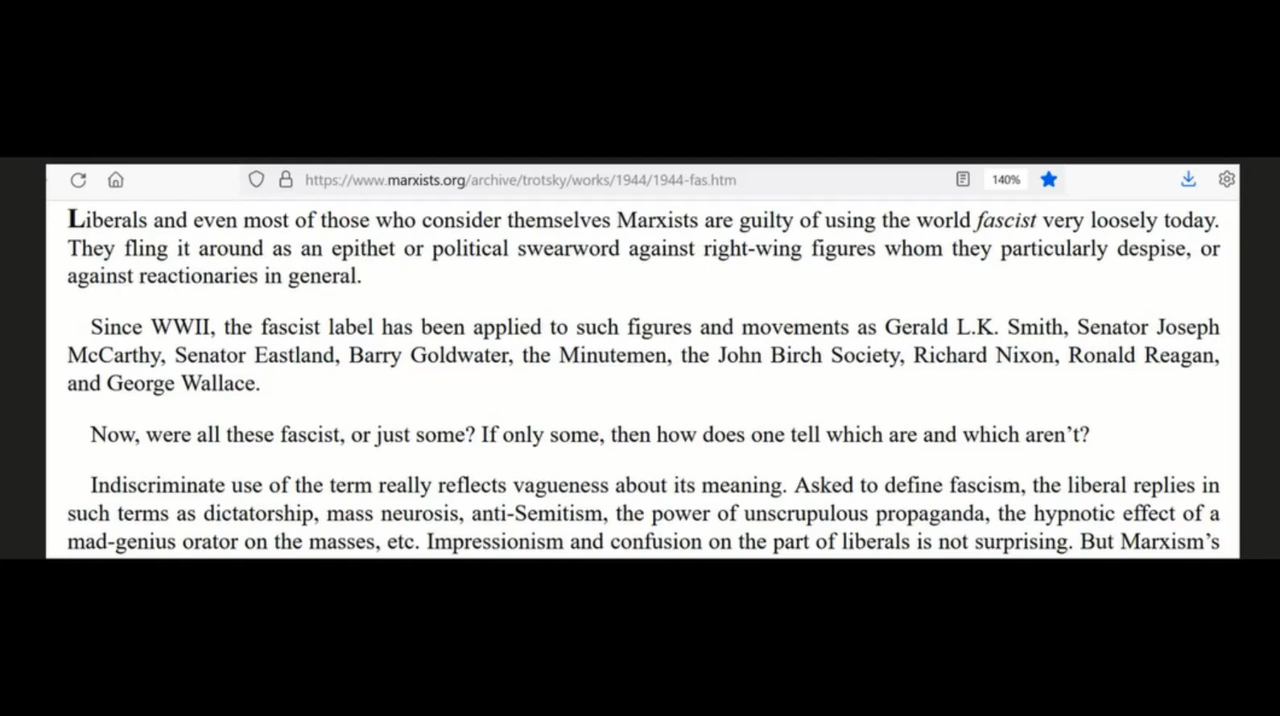 https://www.marxists.org/archive/trotsky/works/1944/1944-fas.htm 140%
Liberals and even most of those who consider themselves Marxists are guilty of using the world fascist very loosely today.
They fling it around as an epithet or political swearword against right-wing figures whom they particularly despise, or
against reactionaries in general.
Since WWII, the fascist label has been applied to such figures and movements as Gerald L.K. Smith, Senator Joseph
McCarthy, Senator Eastland, Barry Goldwater, the Minutemen, the John Birch Society, Richard Nixon, Ronald Reagan,
and George Wallace.
Now, were all these fascist, or just some? If only some, then how does one tell which are and which aren't?
Indiscriminate use of the term really reflects vagueness about its meaning. Asked to define fascism, the liberal replies in
such terms as dictatorship, mass neurosis, anti-Semitism, the power of unscrupulous propaganda, the hypnotic effect of a
mad-genius orator on the masses, etc. Impressionism and confusion on the part of liberals is not surprising. But Marxism's